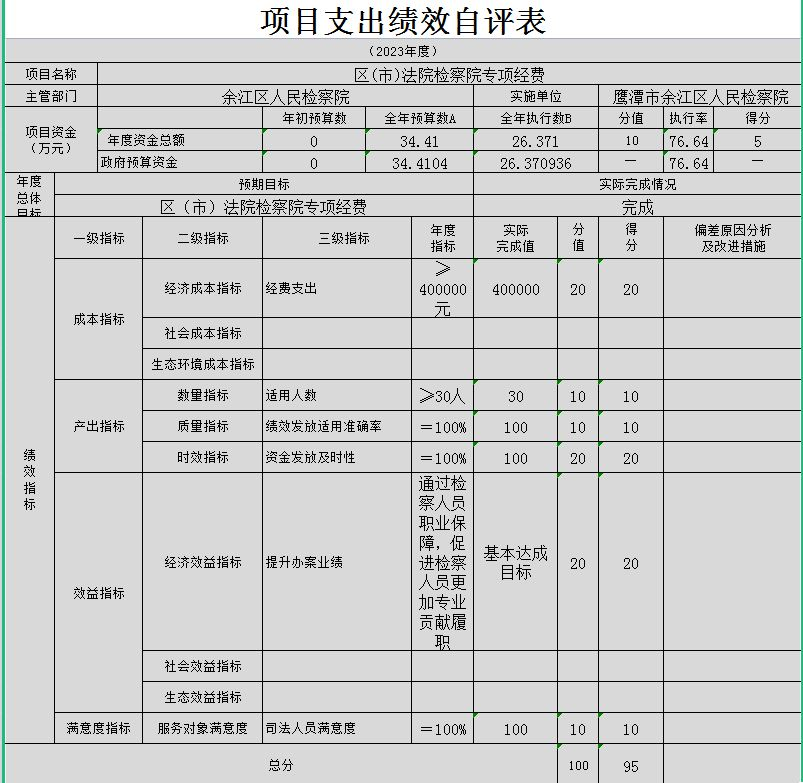 项目支出绩效自评表
（2023年度）
项目名称 区(市)法院检察院专项经费
主管部门 余江区人民检察院 实施单位 鹰潭市余江区人民检察院
项目资金（万元） 年初预算数 全年预算数A 全年执行数B 分值 执行率 得分
年度资金总额 0 34.41 26.371 10 76.64 5
政府预算资金 0 34.4104 26.370936 — 76.64 —
年度总体目标 预期目标 实际完成情况
区（市）法院检察院专项经费 完成
绩效指标 一级指标 二级指标 三级指标 年度指标 实际完成值 分值 得分 偏差原因分析及改进措施
成本指标 经济成本指标 经费支出 ≥400000元 400000 20 20
社会成本指标
生态环境成本指标
产出指标 数量指标 适用人数 ≥30人 30 10 10
质量指标 绩效发放适用准确率 ＝100% 100 10 10
时效指标 资金发放及时性 ＝100% 100 20 20
效益指标 经济效益指标 提升办案业绩 通过检察人员职业保障，促进检察人员更加专业贡献履职 基本达成目标 20 20
社会效益指标
生态效益指标
满意度指标 服务对象满意度 司法人员满意度 ＝100% 100 10 10
总分 100 95